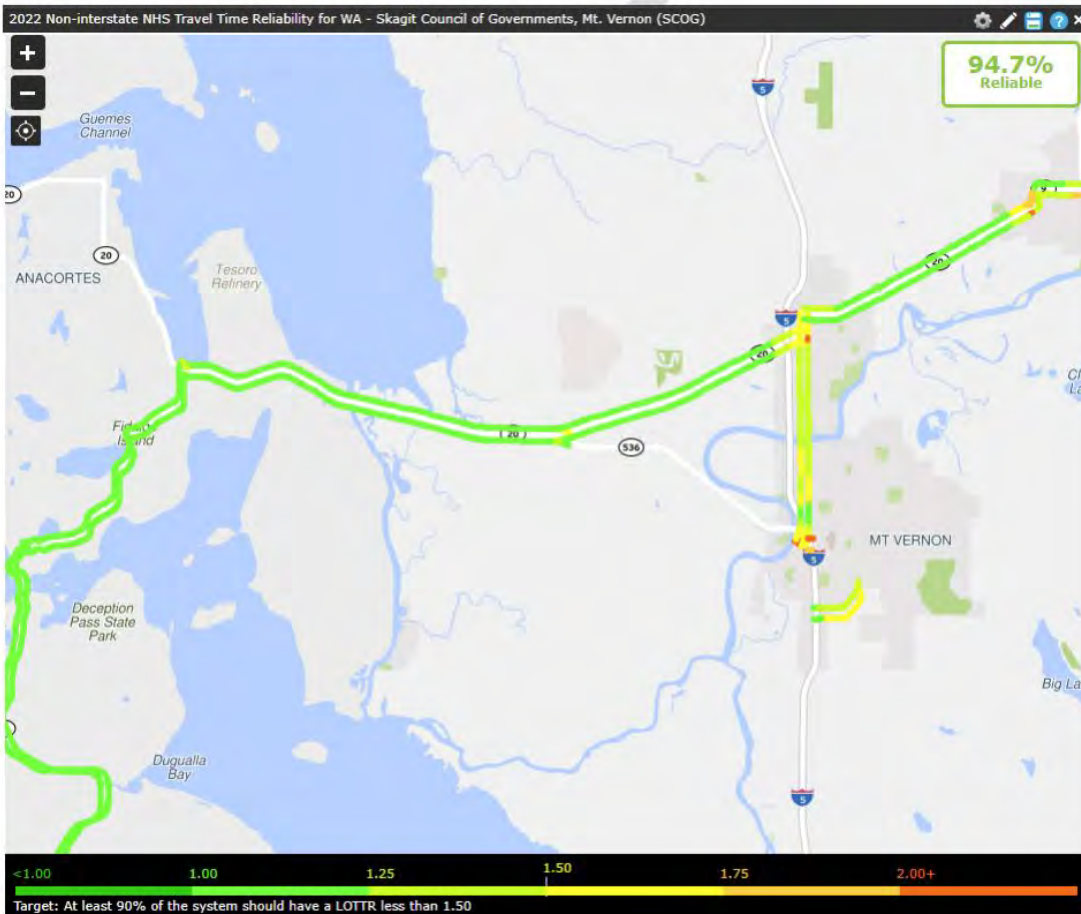 2022 Non-interstate NHS Travel Time Reliability for WA - Skagit Council of Governments, Mt. Vernon (SCOG)
+
94.7%
Reliable
−
5
Guemes
Channel
20
9
20
20
ANACORTES
Tesoro
Refinery
5
20
Fidalgo
Island
20
536
MT VERNON
5
Deception
Pass State
Park
Big La
Dugualla
Bay
5
<1.00 1.00 1.25 1.50 1.75 2.00+
Target: At least 90% of the system should have a LOTTR less than 1.50